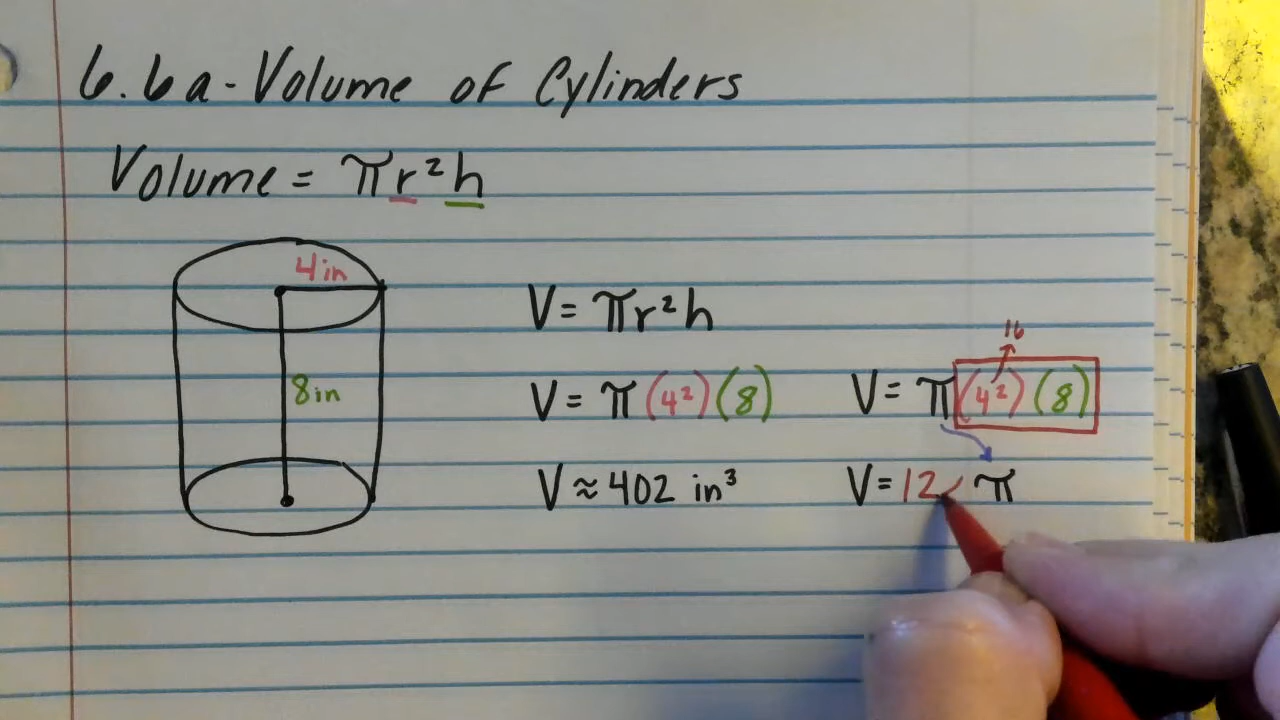 6.6a - Volume of Cylinders
Volume = πr²h
4in
8in
V = πr²h
V = π(4²)(8)
V ≈ 402 in³
16
V = π(4²)(8)
V = 12 π